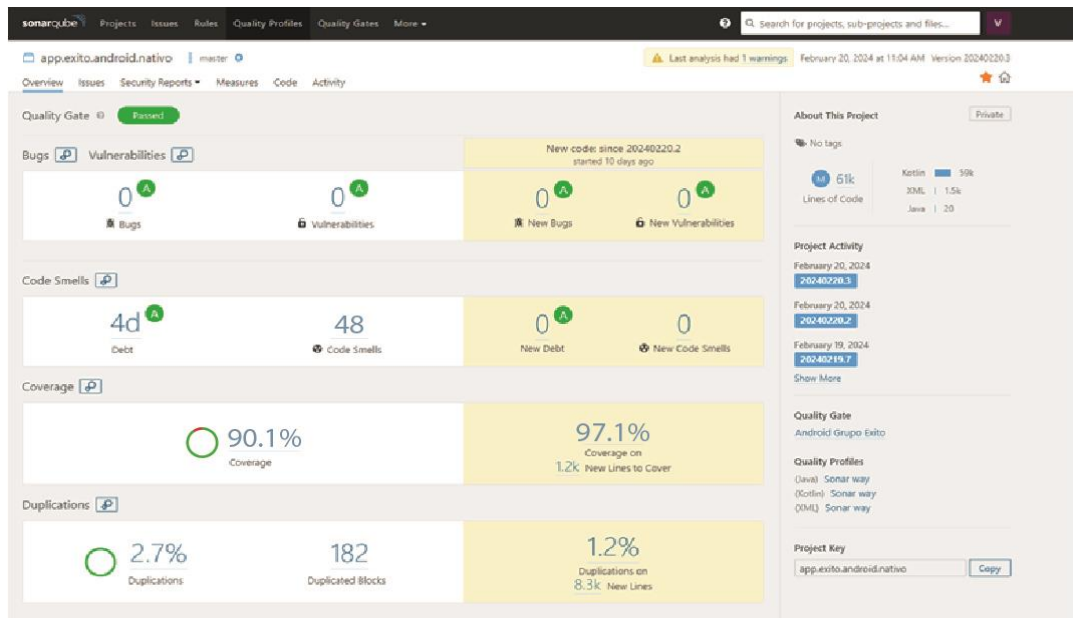 sonarqube Projects Issues Rules Quality Profiles Quality Gates More Search for projects, sub-projects and files... V
app.exito.android.nativo master Last analysis had 1 warnings February 20, 2024 at 11:04 AM Version 20240220.3
Overview Issues Security Reports Measures Code Activity
Quality Gate Passed
Bugs Vulnerabilities
New code: since 20240220.2
started 10 days ago
0 A 0 A 0 A 0 A
Bugs Vulnerabilities New Bugs New Vulnerabilities
Code Smells
4d A 48 0 A 0
Debt Code Smells New Debt New Code Smells
Coverage
90.1% 97.1%
Coverage Coverage on
1.2k New Lines to Cover
Duplications
2.7% 182 1.2%
Duplications Duplicated Blocks Duplications on
8.3k New Lines
About This Project Private
No tags
M 61k
Lines of Code
Kotlin 59k
XML 1.5k
Java 20
Project Activity
February 20, 2024
20240220.3
February 20, 2024
20240220.2
February 19, 2024
20240219.7
Show More
Quality Gate
Android Grupo Exito
Quality Profiles
(Java) Sonar way
(Kotlin) Sonar way
(XML) Sonar way
Project Key
app.exito.android.nativo Copy